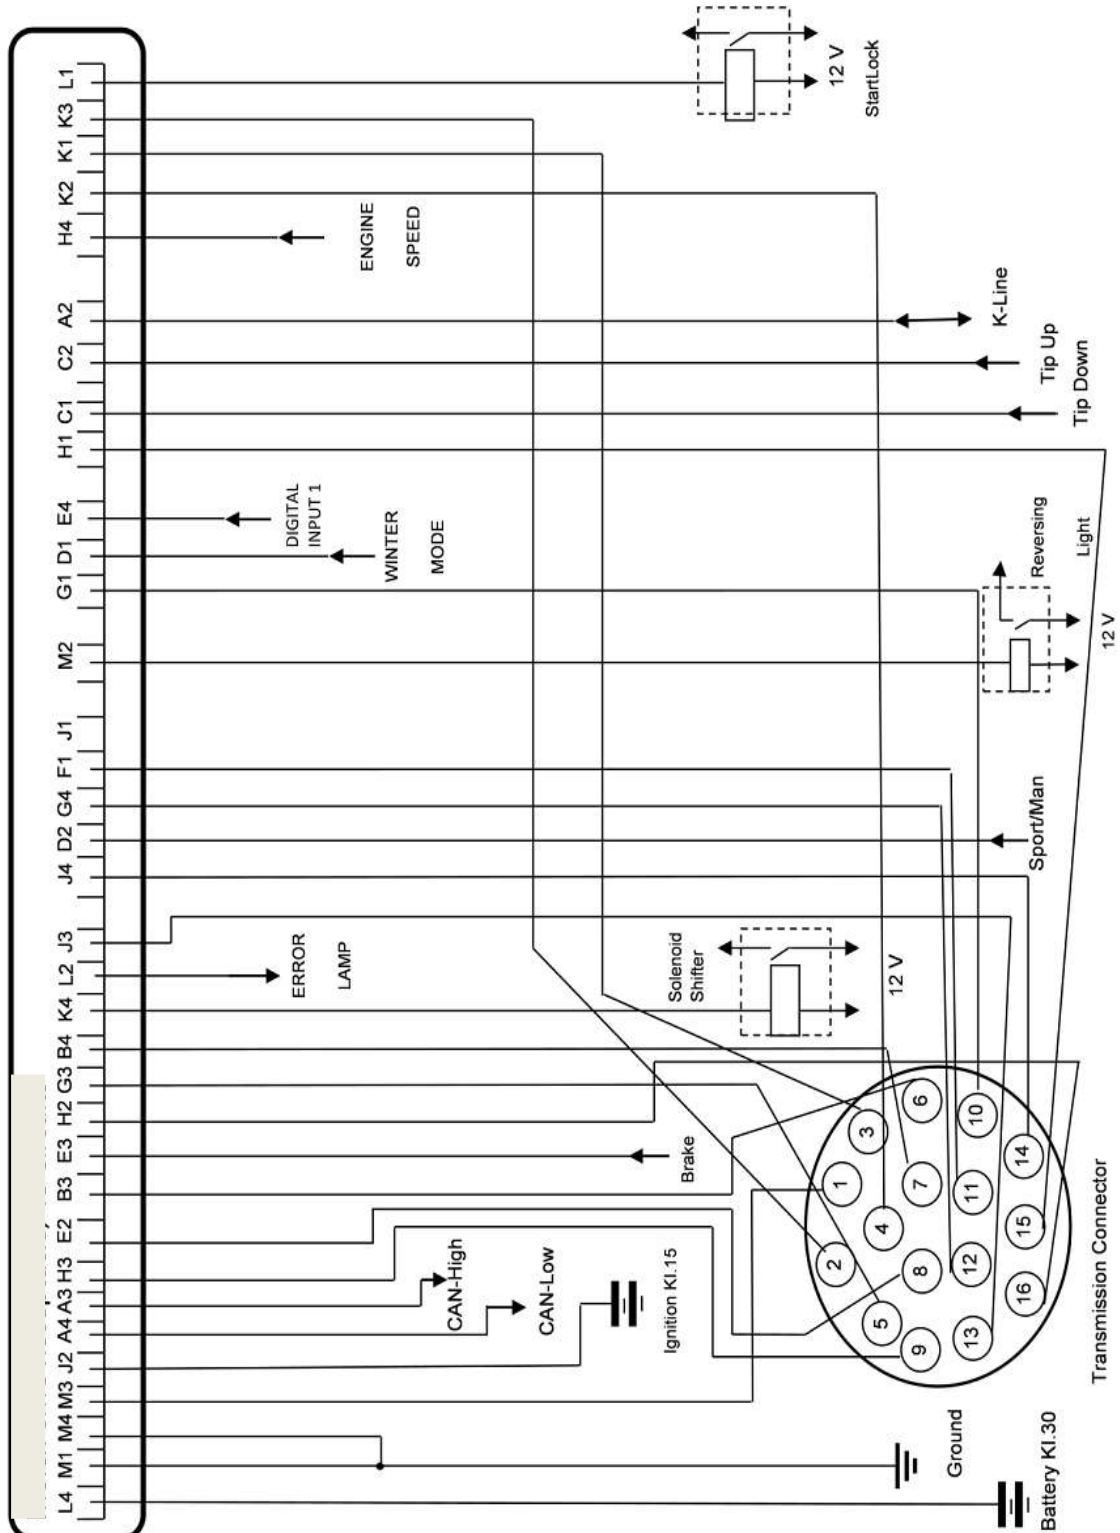 L4
M1
M4
M3
J2
A4
A3
H3
E2
B3
E3
H2
G3
B4
K4
L2
J3
J4
D2
G4
F1
J1
M2
G1
D1
E4
H1
C1
C2
A2
H4
K2
K1
K3
L1
ENGINE
SPEED
DIGITAL
INPUT 1
WINTER
MODE
ERROR
LAMP
CAN-High
CAN-Low
Ignition KI.15
Brake
Solenoid
Shifter
12 V
12 V
StartLock
K-Line
Tip Up
Tip Down
Reversing
Light
12 V
Sport/Man
1
2
3
4
5
6
7
8
9
10
11
12
13
14
15
16
Ground
Battery KI.30
Transmission Connector